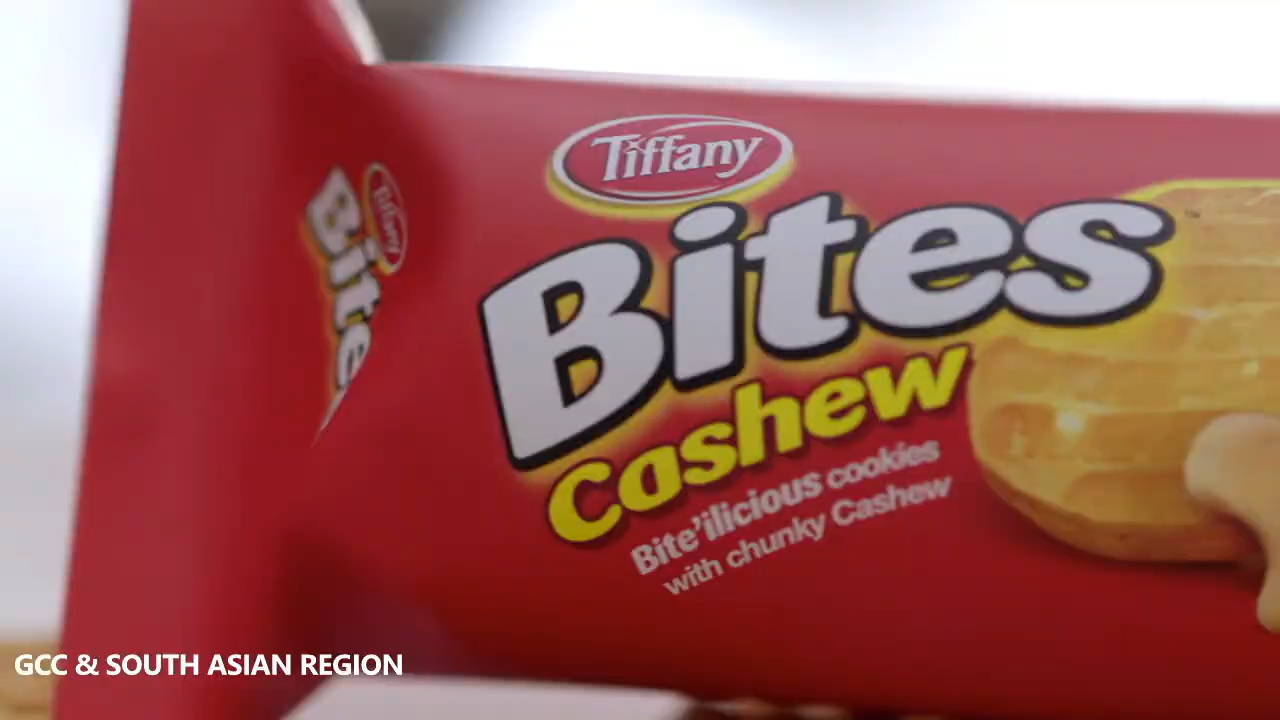 Tiffany
Bites
Cashew
Bite'ilicious cookies
with chunky Cashew
Tiffany
Bite
GCC & SOUTH ASIAN REGION